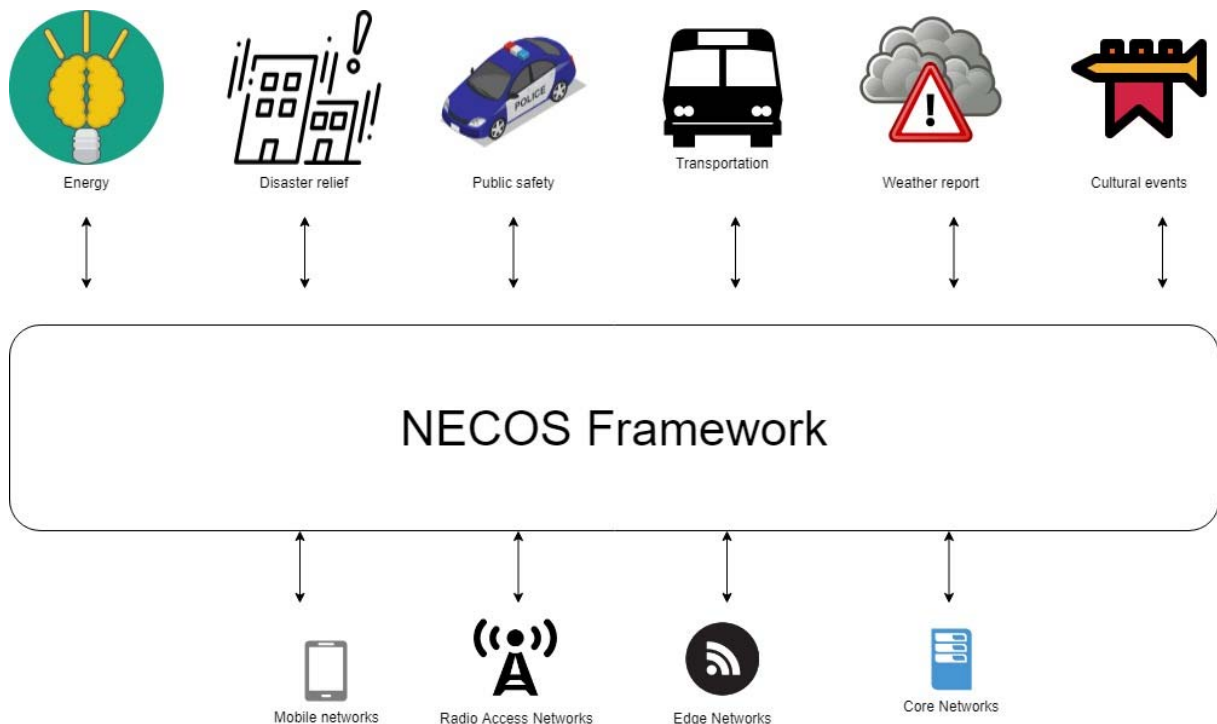 POLICE
Energy
Disaster relief
Public safety
Transportation
Weather report
Cultural events
NECOS Framework
Mobile networks
Radio Access Networks
Edge Networks
Core Networks